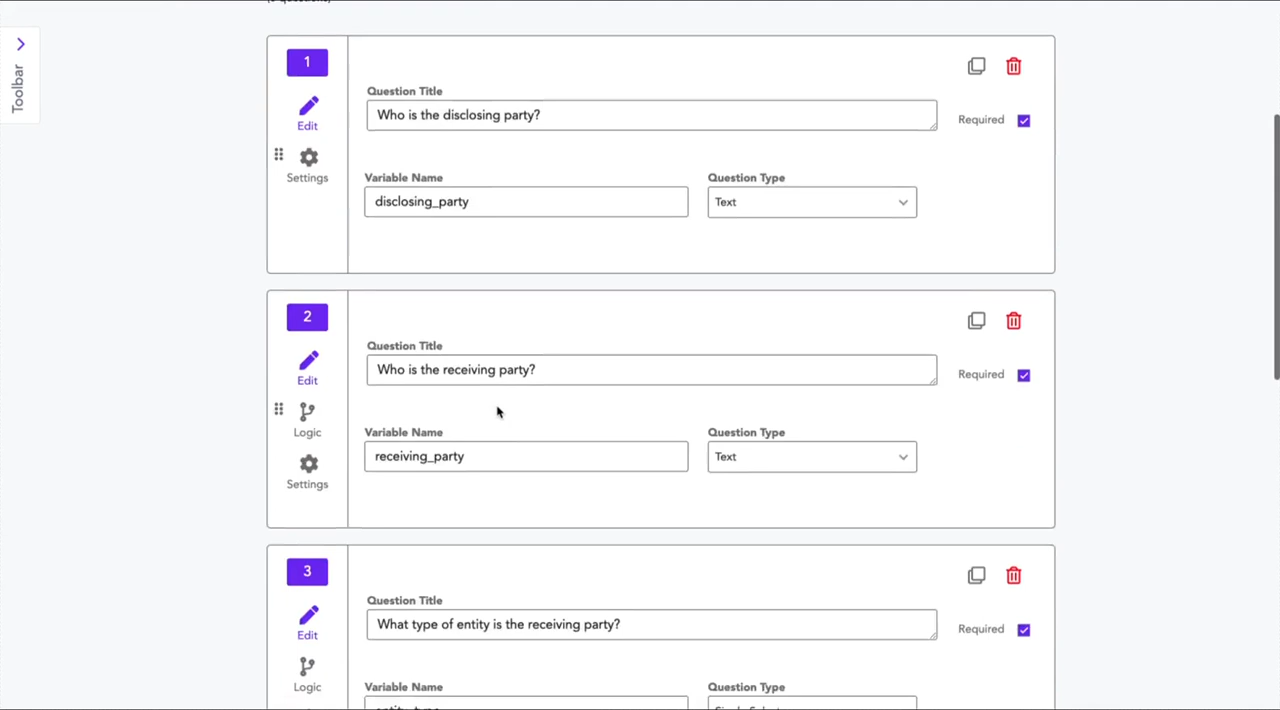 Toolbar
1
Question Title
Who is the disclosing party?
Required
Edit
Settings
Variable Name
Question Type
disclosing_party
Text
2
Question Title
Who is the receiving party?
Required
Edit
Logic
Settings
Variable Name
Question Type
receiving_party
Text
3
Question Title
What type of entity is the receiving party?
Required
Edit
Logic
Variable Name
Question Type